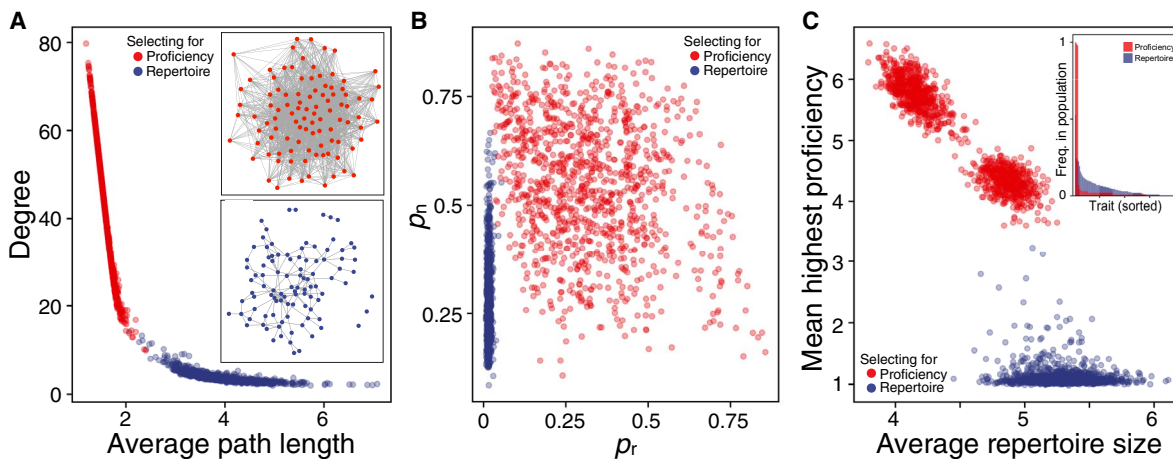 A
Degree
80
60
40
20
0
2
4
6
Average path length
Selecting for
Proficiency
Repertoire
B
pn
0.75
0.5
0.25
0
0.25
0.5
0.75
pr
Selecting for
Proficiency
Repertoire
C
Mean highest proficiency
6
5
4
3
2
1
4
5
6
Average repertoire size
Selecting for
Proficiency
Repertoire
Freq. in population
1
0
Trait (sorted)
Proficiency
Repertoire